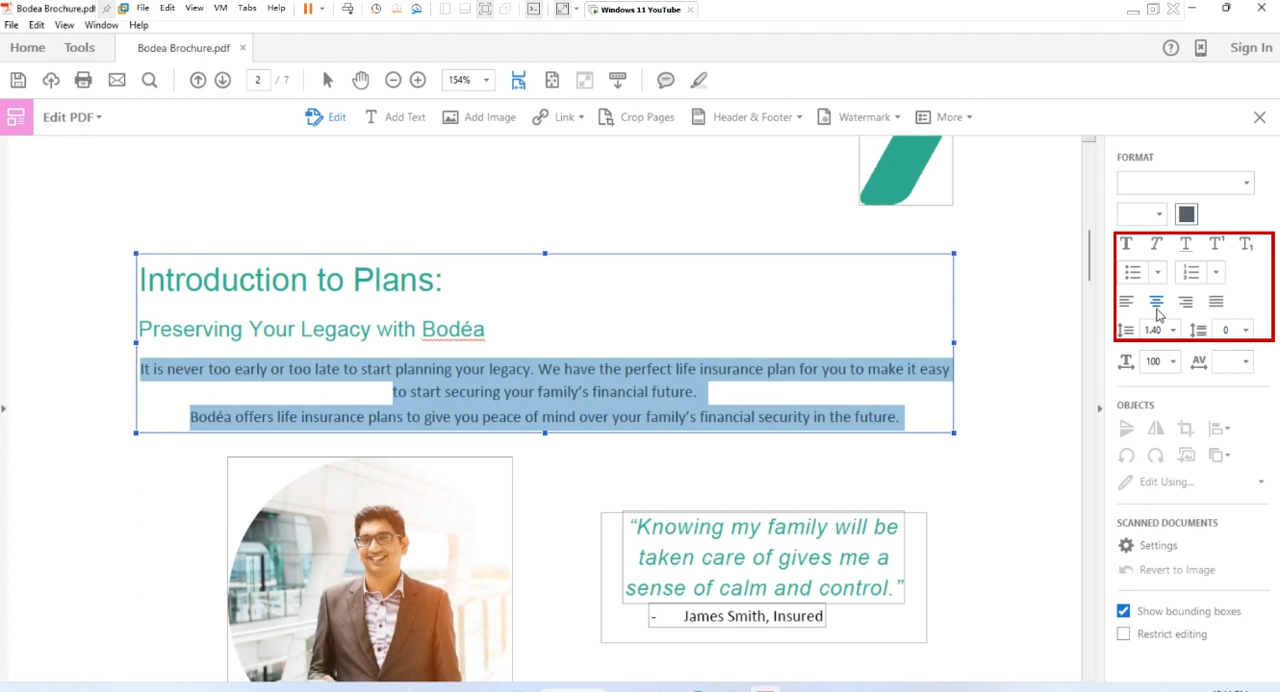 Bodea Brochure.pdf File Edit View VM Tabs Help Windows 11 YouTube
File Edit View Window Help
Home Tools Bodea Brochure.pdf Sign In
2 / 7 154%
Edit PDF Edit Add Text Add Image Link Crop Pages Header & Footer Watermark More
FORMAT
T T T T¹ T₁
1.40 0
100 AV
Introduction to Plans:
Preserving Your Legacy with Bodéa
It is never too early or too late to start planning your legacy. We have the perfect life insurance plan for you to make it easy
to start securing your family’s financial future.
Bodéa offers life insurance plans to give you peace of mind over your family’s financial security in the future.
“Knowing my family will be
taken care of gives me a
sense of calm and control.”
- James Smith, Insured
OBJECTS
Edit Using...
SCANNED DOCUMENTS
Settings
Revert to Image
Show bounding boxes
Restrict editing